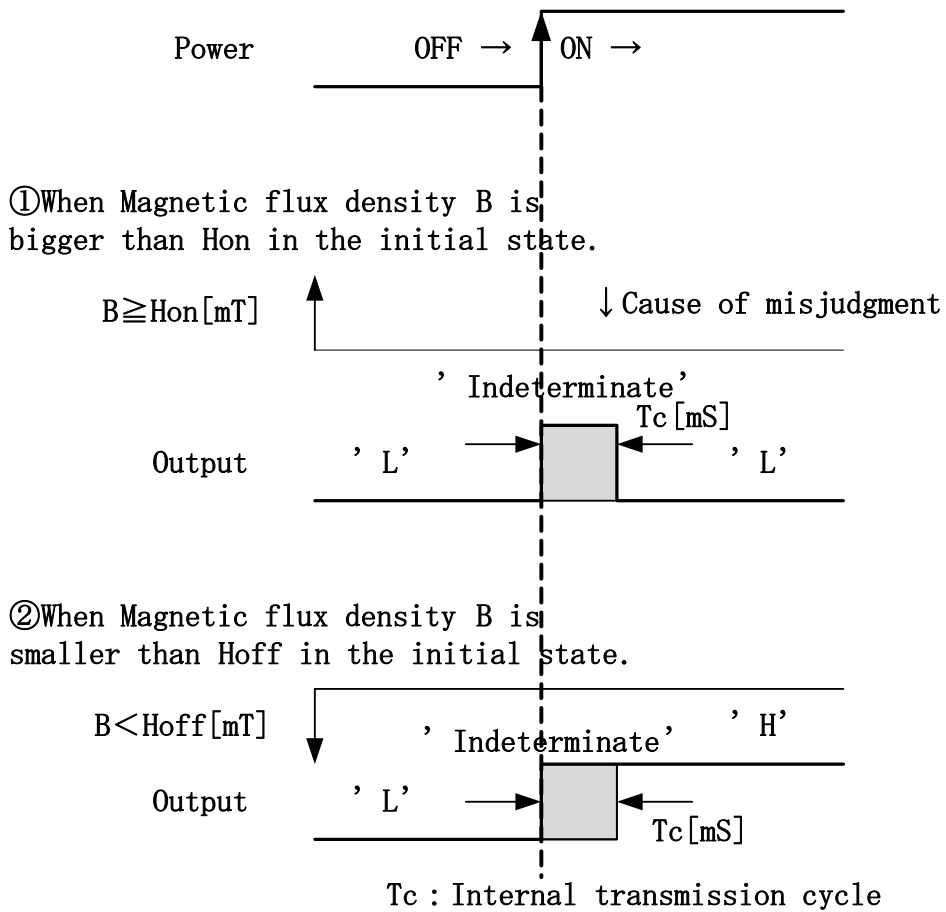 Power
OFF → ON →
①When Magnetic flux density B is
bigger than Hon in the initial state.
B≧Hon[mT]
↓Cause of misjudgment
’Indeterminate’
Tc[mS]
Output
’L’
’L’
②When Magnetic flux density B is
smaller than Hoff in the initial state.
B＜Hoff[mT]
’Indeterminate’
’H’
Output
’L’
Tc[mS]
Tc：Internal transmission cycle